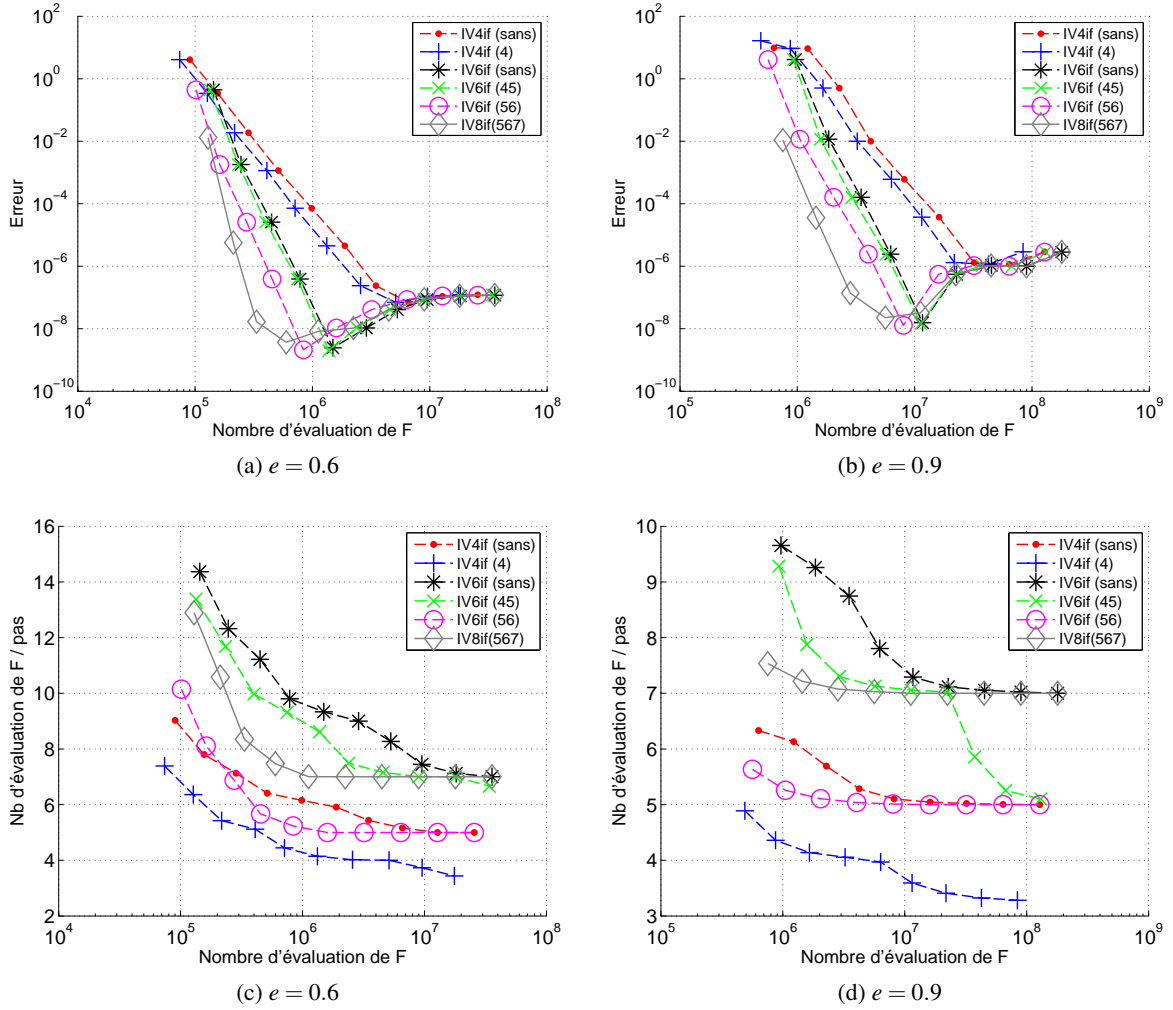 10^2
10^0
10^−2
10^−4
10^−6
10^−8
10^−10
Erreur
10^4
10^5
10^6
10^7
10^8
Nombre d'évaluation de F
IV4if (sans)
IV4if (4)
IV6if (sans)
IV6if (45)
IV6if (56)
IV8if(567)
(a) e = 0.6
10^2
10^0
10^−2
10^−4
10^−6
10^−8
10^−10
Erreur
10^5
10^6
10^7
10^8
10^9
Nombre d'évaluation de F
IV4if (sans)
IV4if (4)
IV6if (sans)
IV6if (45)
IV6if (56)
IV8if(567)
(b) e = 0.9
16
14
12
10
8
6
4
2
Nb d'évaluation de F / pas
10^4
10^5
10^6
10^7
10^8
Nombre d'évaluation de F
IV4if (sans)
IV4if (4)
IV6if (sans)
IV6if (45)
IV6if (56)
IV8if(567)
(c) e = 0.6
10
9
8
7
6
5
4
3
Nb d'évaluation de F / pas
10^5
10^6
10^7
10^8
10^9
Nombre d'évaluation de F
IV4if (sans)
IV4if (4)
IV6if (sans)
IV6if (45)
IV6if (56)
IV8if(567)
(d) e = 0.9